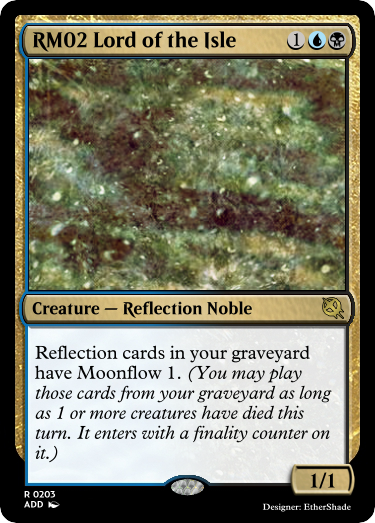 RM02 Lord of the Isle 1
Creature — Reflection Noble
Reflection cards in your graveyard
have Moonflow 1. (You may play
those cards from your graveyard as long
as 1 or more creatures have died this
turn. It enters with a finality counter on
it.)
1/1
R 0203
ADD
Designer: EtherShade